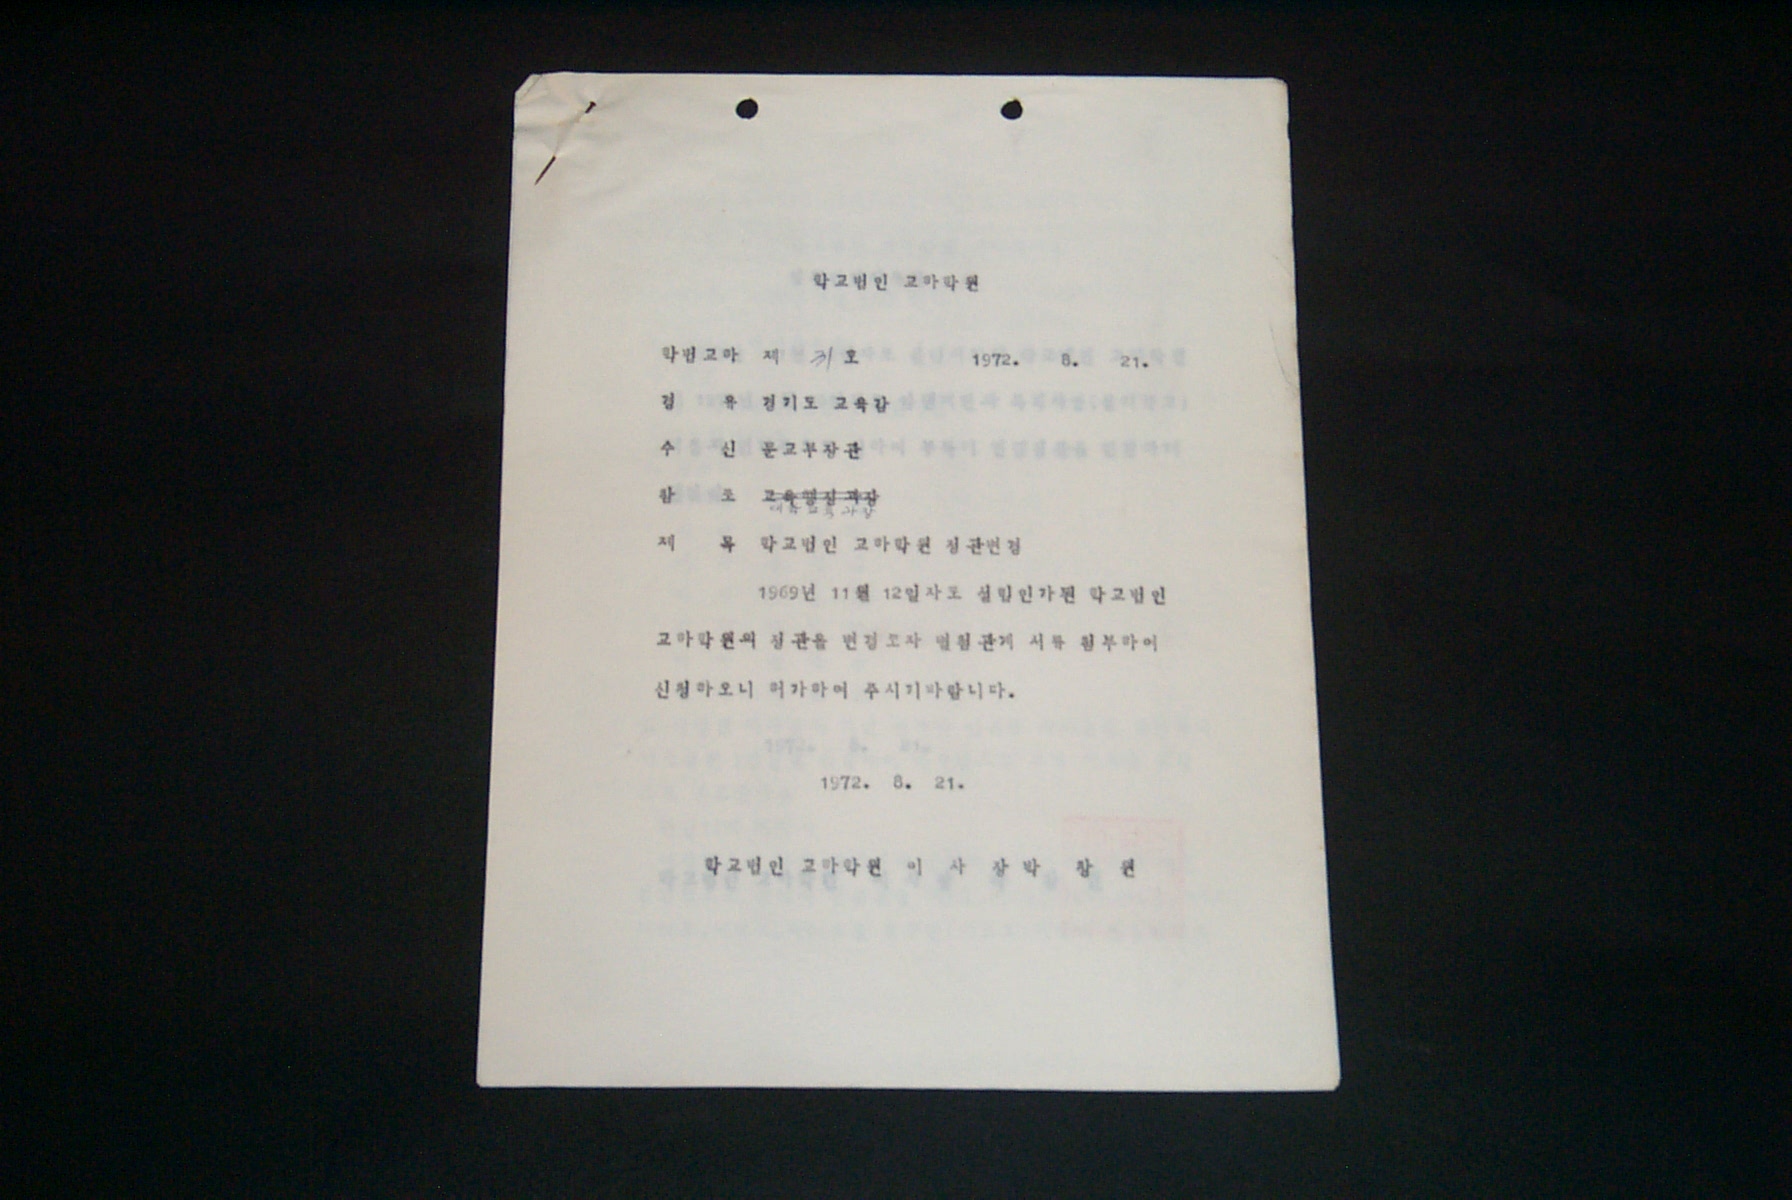 학교법인 고아학원
학법고아 제 31 호 1972. 8. 21.
경 유 경기도 교육감
수 신 문교부장관
참 조 교육행정과장
제 목 학교법인 고아학원 정관변경
1969년 11월 12일자로 설립인가된 학교법인
고아학원의 정관을 변경코자 별첨관계 서류 첨부하여
신청하오니 허가하여 주시기바랍니다.
1972. 8. 21.
학교법인 고아학원 이 사 장 박 창 원